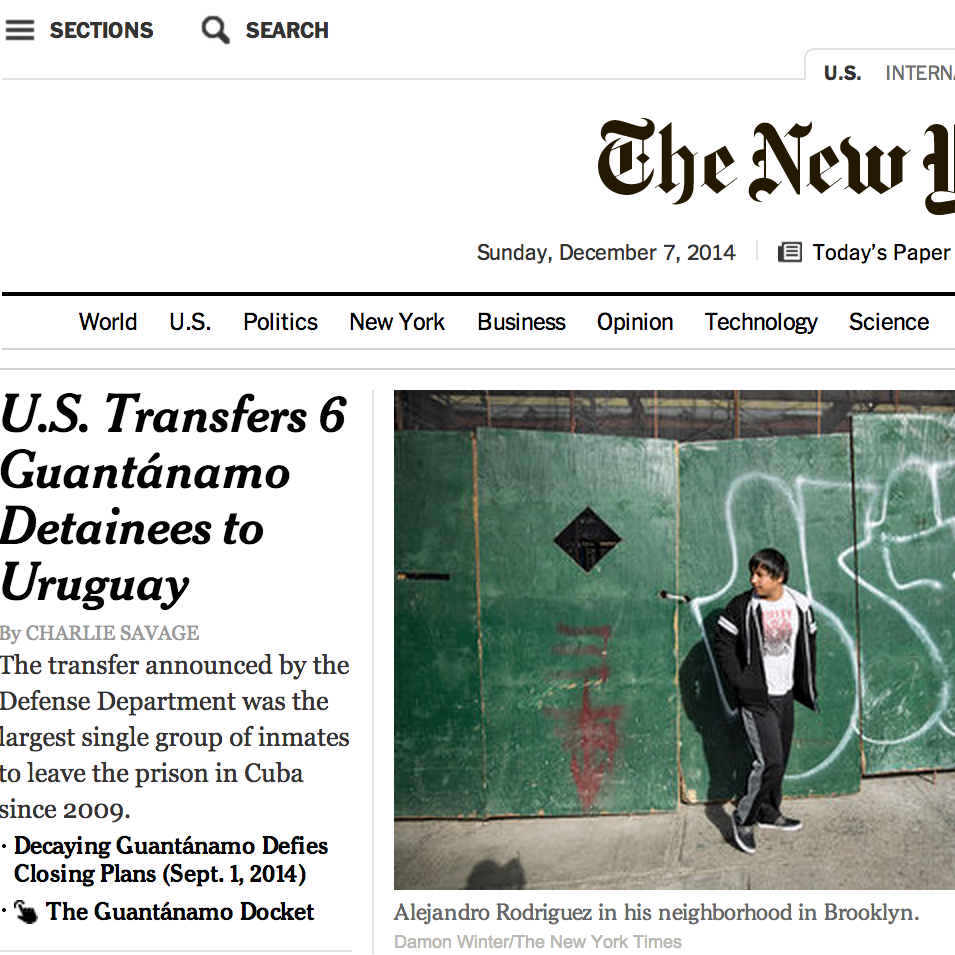 SECTIONS SEARCH
U.S. INTERNA
The New Y
Sunday, December 7, 2014 Today's Paper
World U.S. Politics New York Business Opinion Technology Science
U.S. Transfers 6
Guantánamo
Detainees to
Uruguay
By CHARLIE SAVAGE
The transfer announced by the
Defense Department was the
largest single group of inmates
to leave the prison in Cuba
since 2009.
· Decaying Guantánamo Defies
Closing Plans (Sept. 1, 2014)
· The Guantánamo Docket
Alejandro Rodriguez in his neighborhood in Brooklyn.
Damon Winter/The New York Times